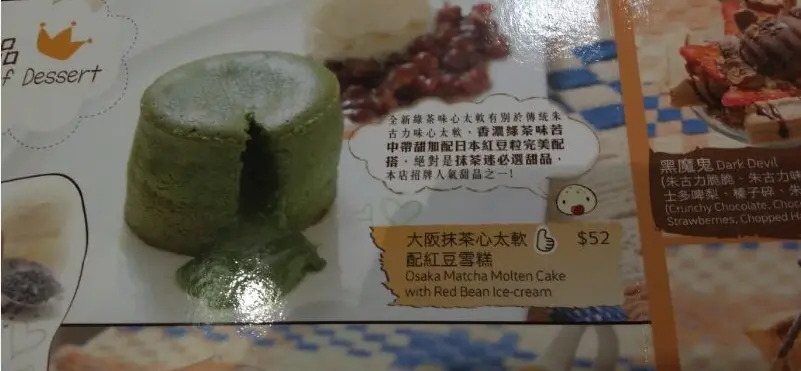 品
f Dessert
全新綠茶味心太軟有別於傳統朱
古力味心太軟，香濃綠茶味苦
中帶甜加配日本紅豆粒完美配
搭，絕對是抹茶迷必選甜品，
本店招牌人氣甜品之一！
大阪抹茶心太軟 $52
配紅豆雪糕
Osaka Matcha Molten Cake
with Red Bean Ice-cream
黑魔鬼 Dark Devil
(朱古力脆脆、朱古力味
士多啤梨、榛子碎、朱
(Crunchy Chocolate, Choc
Strawberries, Chopped H